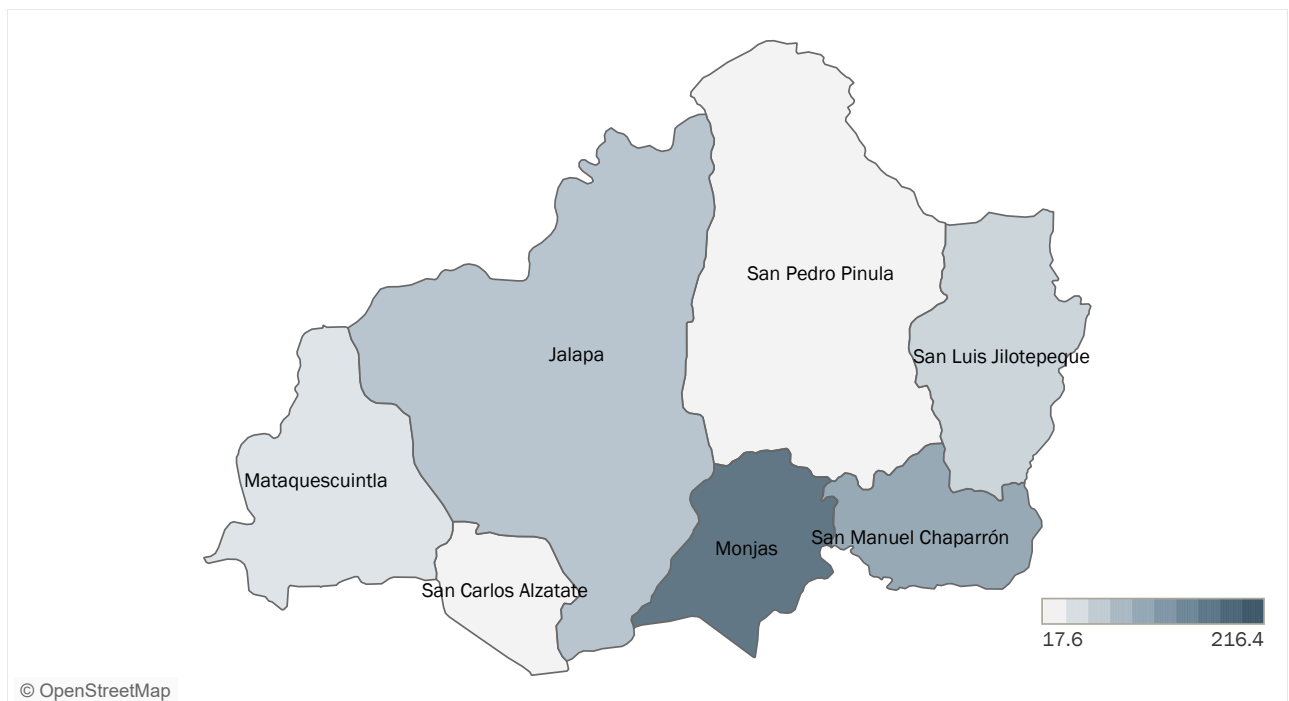 San Pedro Pinula
Jalapa
San Luis Jilotepeque
Mataquescuintla
Monjas
San Manuel Chaparrón
San Carlos Alzatate
17.6
216.4
© OpenStreetMap